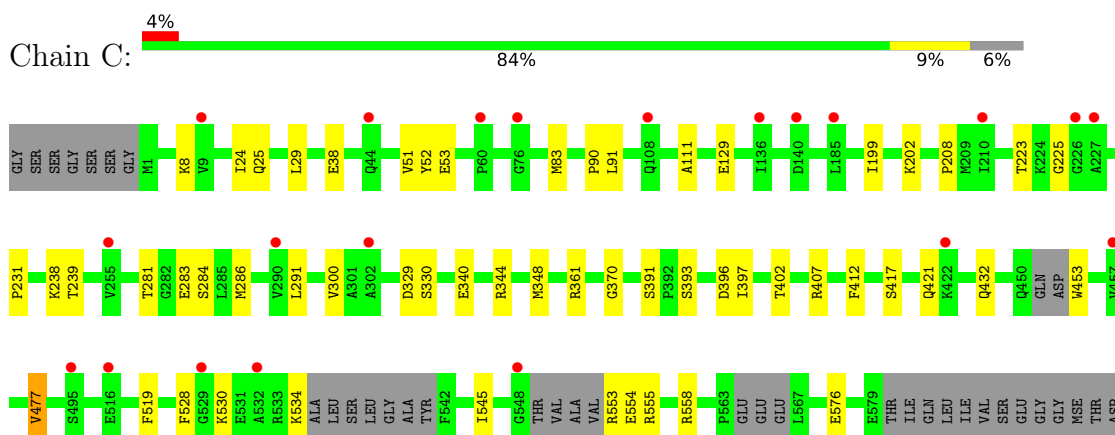 4%
Chain C:
84% 9% 6%
GLY SER SER GLY SER SER GLY M1 K8 V9 I24 Q25 L29 E38 Q44 V51 Y52 E53 P60 G76 M83 P90 L91 Q108 A111 E129 I136 D140 L185 I199 K202 P208 M209 I210 T223 K224 G225 G226 A227
P231 K238 T239 V255 T281 G282 E283 S284 L285 M286 V290 L291 V300 A301 A302 D329 S330 E340 R344 M348 R361 G370 S391 P392 S393 D396 I397 T402 R407 F412 S417 Q421 K422 Q432 Q450 GLN ASP W453 V457
V477 S495 E516 F519 F528 G529 K530 E531 A532 R533 K534 ALA LEU SER LEU GLY ALA TYR F542 I545 G548 THR VAL ALA VAL R553 E554 R555 R558 P563 GLU GLU GLU L567 E576 E579 THR ILE GLN LEU ILE VAL SER GLU GLY GLY MSE THR